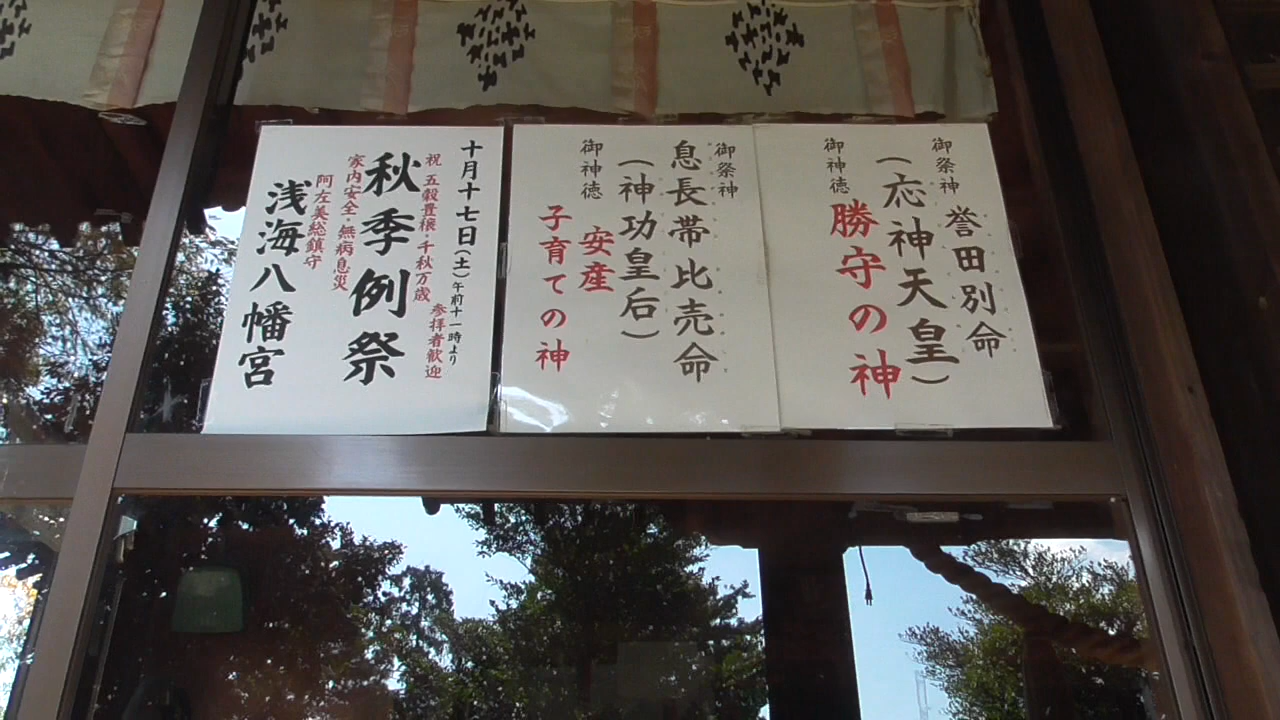 御祭神
誉田別命
（応神天皇）
御神徳
勝守の神
御祭神
息長帯比売命
（神功皇后）
御神徳
安産
子育ての神
十月十七日（土）午前十一時より
祝 五穀豊穣・千秋万歳 参拝者歓迎
秋季例祭
家内安全・無病息災
阿左美総鎮守
浅海八幡宮